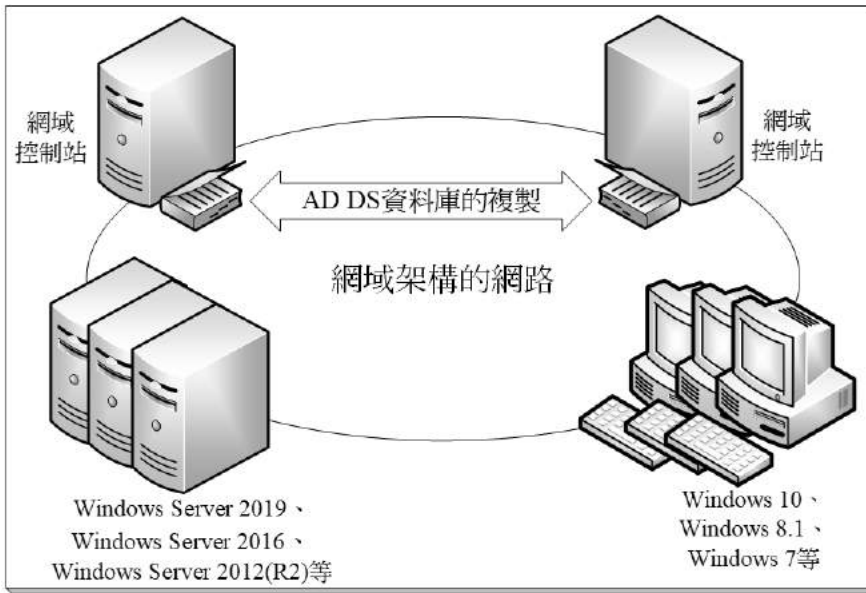 網域
控制站
網域
控制站
AD DS資料庫的複製
網域架構的網路
Windows Server 2019、
Windows Server 2016、
Windows Server 2012(R2)等
Windows 10、
Windows 8.1、
Windows 7等